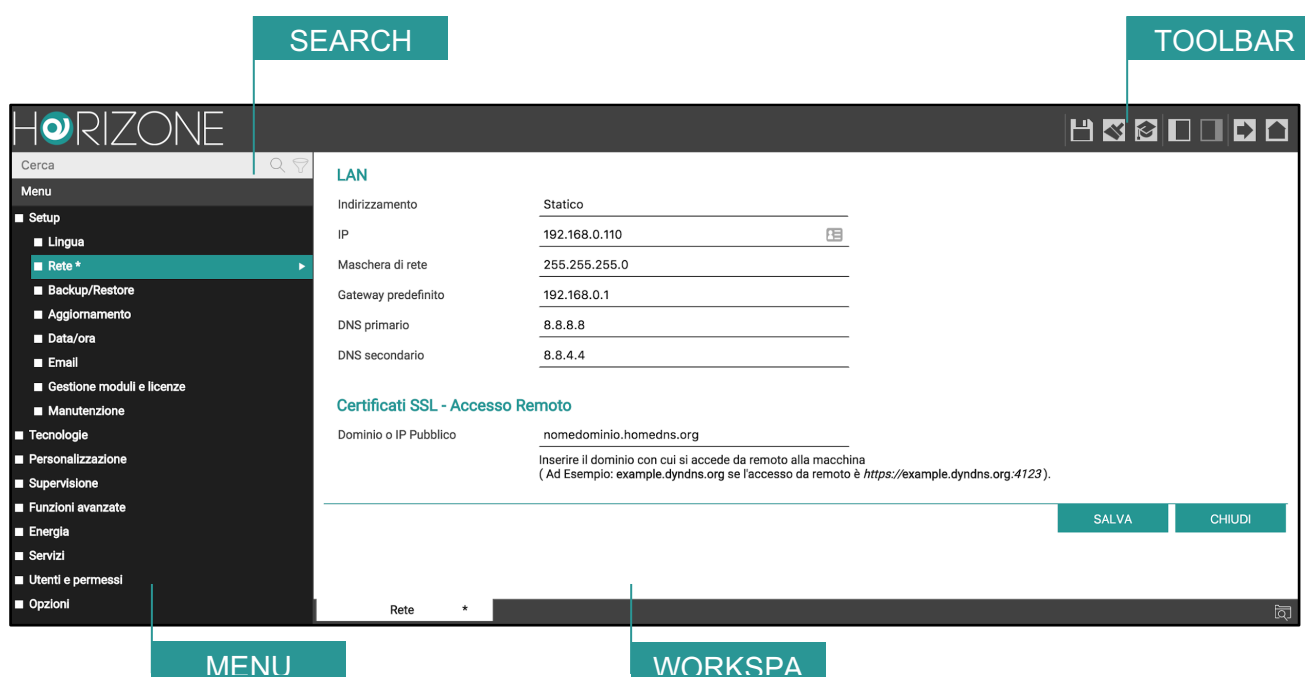 SEARCH
TOOLBAR
HORIZONE
Cerca
Menu
Setup
Lingua
Rete *
Backup/Restore
Aggiornamento
Data/ora
Email
Gestione moduli e licenze
Manutenzione
Tecnologie
Personalizzazione
Supervisione
Funzioni avanzate
Energia
Servizi
Utenti e permessi
Opzioni
LAN
Indirizzamento Statico
IP 192.168.0.110
Maschera di rete 255.255.255.0
Gateway predefinito 192.168.0.1
DNS primario 8.8.8.8
DNS secondario 8.8.4.4
Certificati SSL - Accesso Remoto
Dominio o IP Pubblico nomedominio.homedns.org
Inserire il dominio con cui si accede da remoto alla macchina
( Ad Esempio: example.dyndns.org se l'accesso da remoto è https://example.dyndns.org:4123 ).
SALVA CHIUDI
Rete *
MENU
WORKSPA